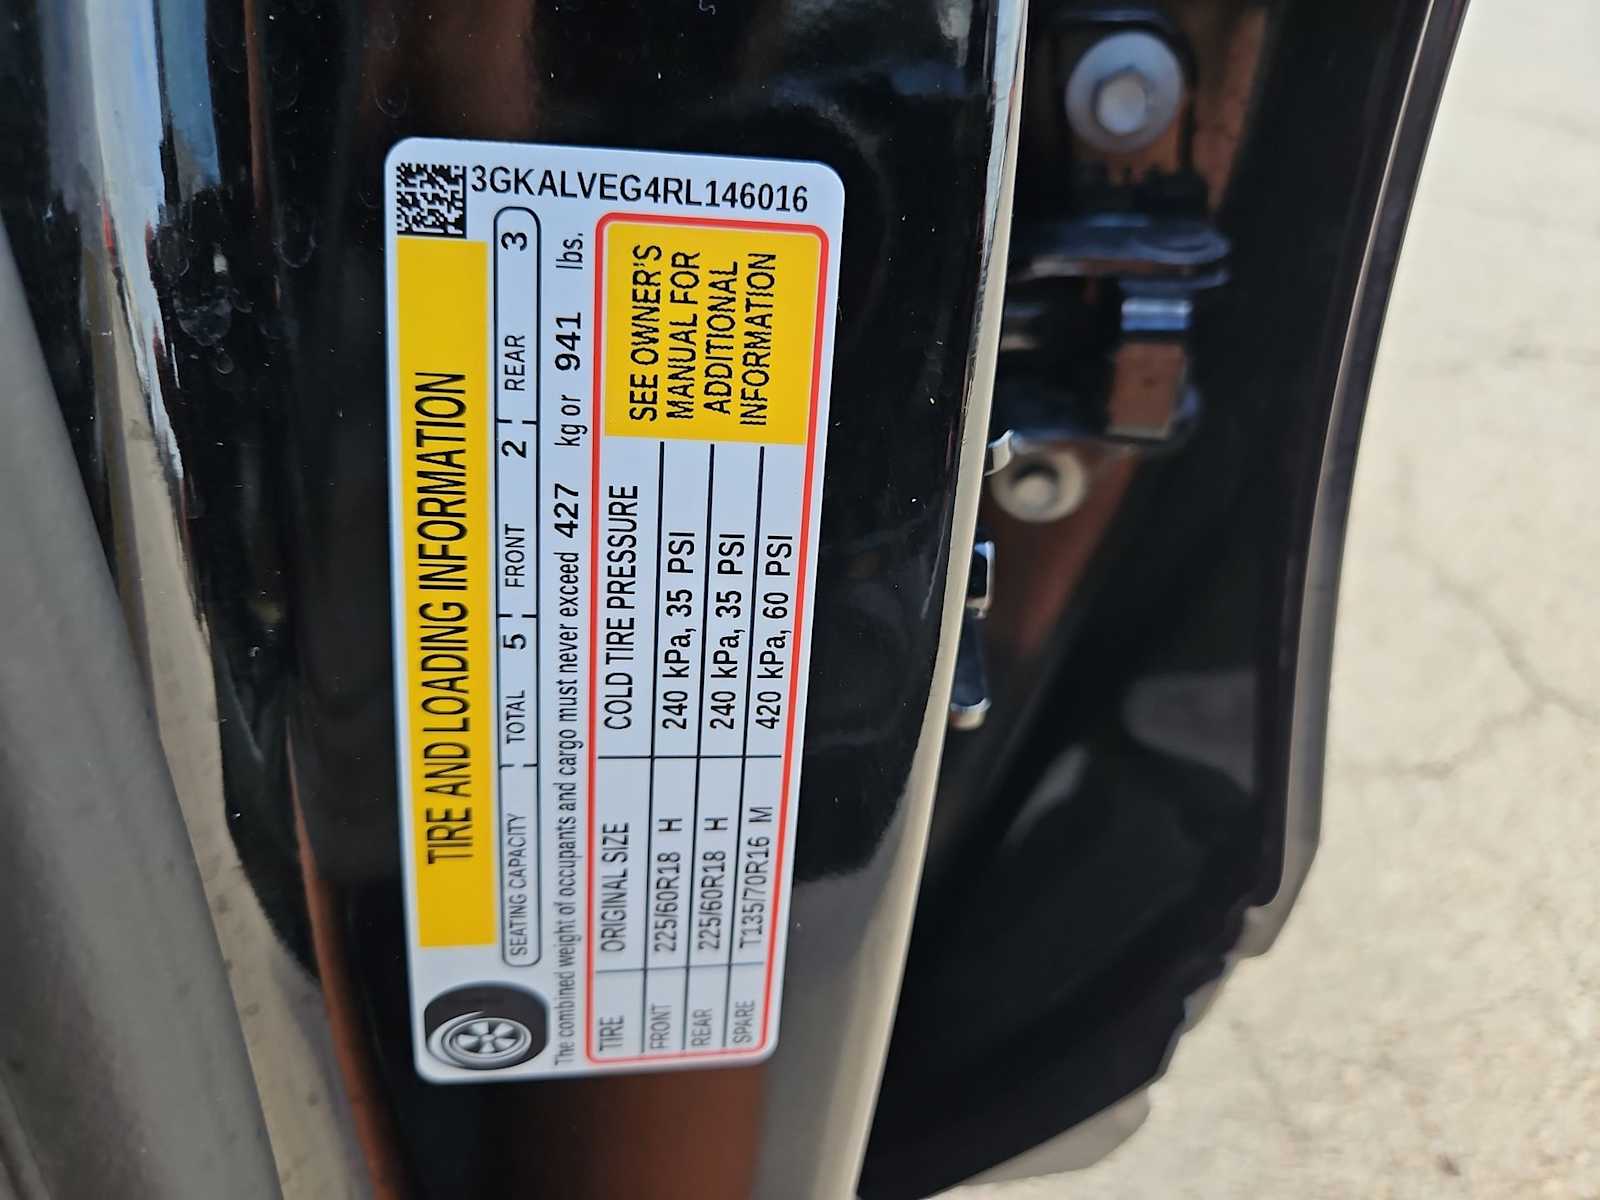 3GKALVEG4RL146016
TIRE AND LOADING INFORMATION
SEATING CAPACITY TOTAL 5 FRONT 2 REAR 3
The combined weight of occupants and cargo must never exceed 427 kg or 941 lbs.
TIRE ORIGINAL SIZE COLD TIRE PRESSURE
FRONT 225/60R18 H 240 kPa, 35 PSI
REAR 225/60R18 H 240 kPa, 35 PSI
SPARE T135/70R16 M 420 kPa, 60 PSI
SEE OWNER'S
MANUAL FOR
ADDITIONAL
INFORMATION